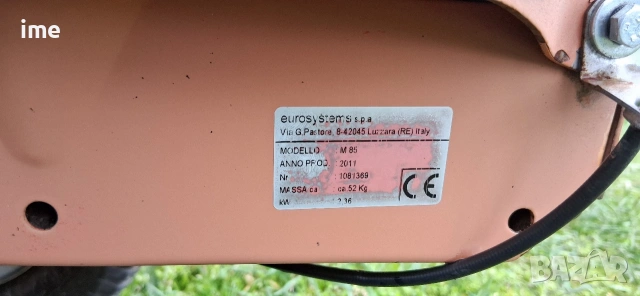 ime
eurosystems s.p.a
Via G.Pastore, 8-42045 Luzzara (RE) Italy
MODELLO M 85
ANNO PROD. 2011
Nr 1081369
MASSA ca ca 52 Kg
CE
kW 2,36
BAZAR